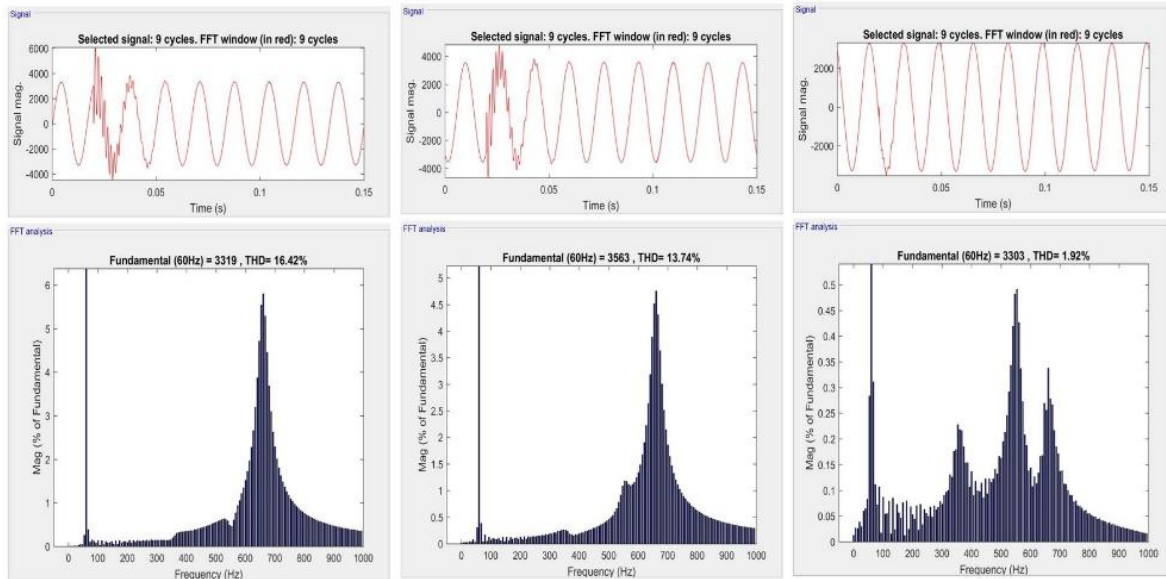 Signal
Selected signal: 9 cycles. FFT window (in red): 9 cycles
6000
4000
2000
0
-2000
-4000
Signal mag.
0
0.05
0.1
0.15
Time (s)
FFT analysis
Fundamental (60Hz) = 3319 , THD= 16.42%
6
5
4
3
2
1
0
Mag (% of Fundamental)
0 100 200 300 400 500 600 700 800 900 1000
Frequency (Hz)
Signal
Selected signal: 9 cycles. FFT window (in red): 9 cycles
4000
2000
0
-2000
-4000
Signal mag.
0
0.05
0.1
0.15
Time (s)
FFT analysis
Fundamental (60Hz) = 3563 , THD= 13.74%
5
4.5
4
3.5
3
2.5
2
1.5
1
0.5
0
Mag (% of Fundamental)
0 100 200 300 400 500 600 700 800 900 1000
Frequency (Hz)
Signal
Selected signal: 9 cycles. FFT window (in red): 9 cycles
2000
0
-2000
Signal mag.
0
0.05
0.1
0.15
Time (s)
FFT analysis
Fundamental (60Hz) = 3303 , THD= 1.92%
0.5
0.45
0.4
0.35
0.3
0.25
0.2
0.15
0.1
0.05
0
Mag (% of Fundamental)
0 100 200 300 400 500 600 700 800 900 1000
Frequency (Hz)